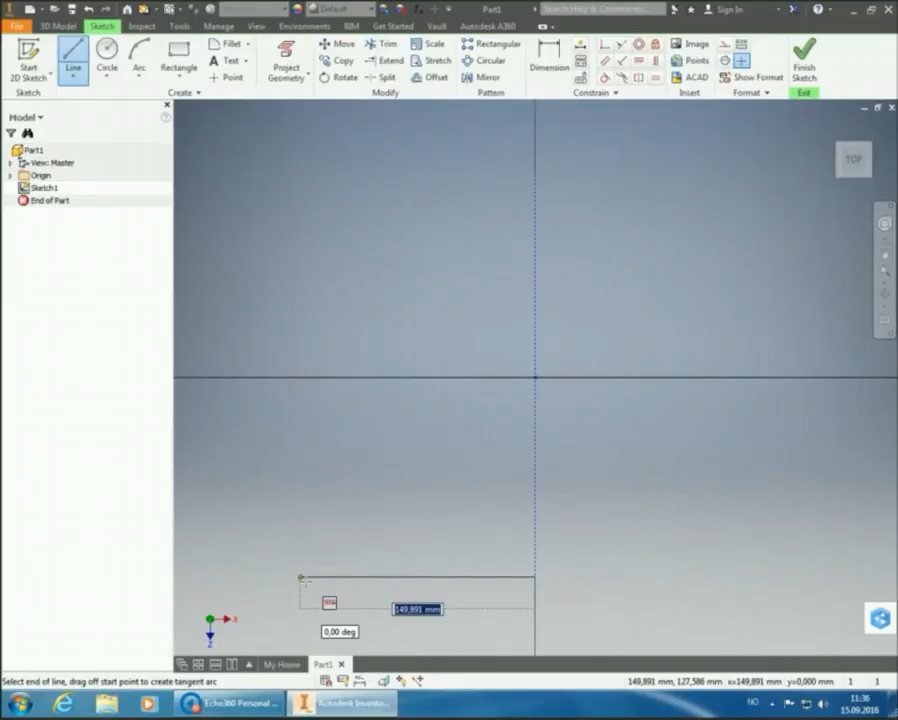 Default
Part1
Search Help & Commands...
Sign In
File
3D Model
Sketch
Inspect
Tools
Manage
View
Environments
BIM
Get Started
Vault
Autodesk A360
Start
2D Sketch
Line
Circle
Arc
Rectangle
Fillet
Text
Point
Project
Geometry
Move
Copy
Rotate
Trim
Extend
Split
Scale
Stretch
Offset
Rectangular
Circular
Mirror
Dimension
Image
Points
ACAD
Show Format
Finish
Sketch
Sketch
Create
Modify
Pattern
Constrain
Insert
Format
Exit
Model
Part1
View: Master
Origin
Sketch1
End of Part
TOP
149,891 mm
0,00 deg
X
Z
My Home
Part1
Select end of line, drag off start point to create tangent arc
149,891 mm, 127,586 mm x=149,891 mm y=0,000 mm
1
1
Echo360 Personal ...
Autodesk Invento...
NO
11:36
15.09.2016